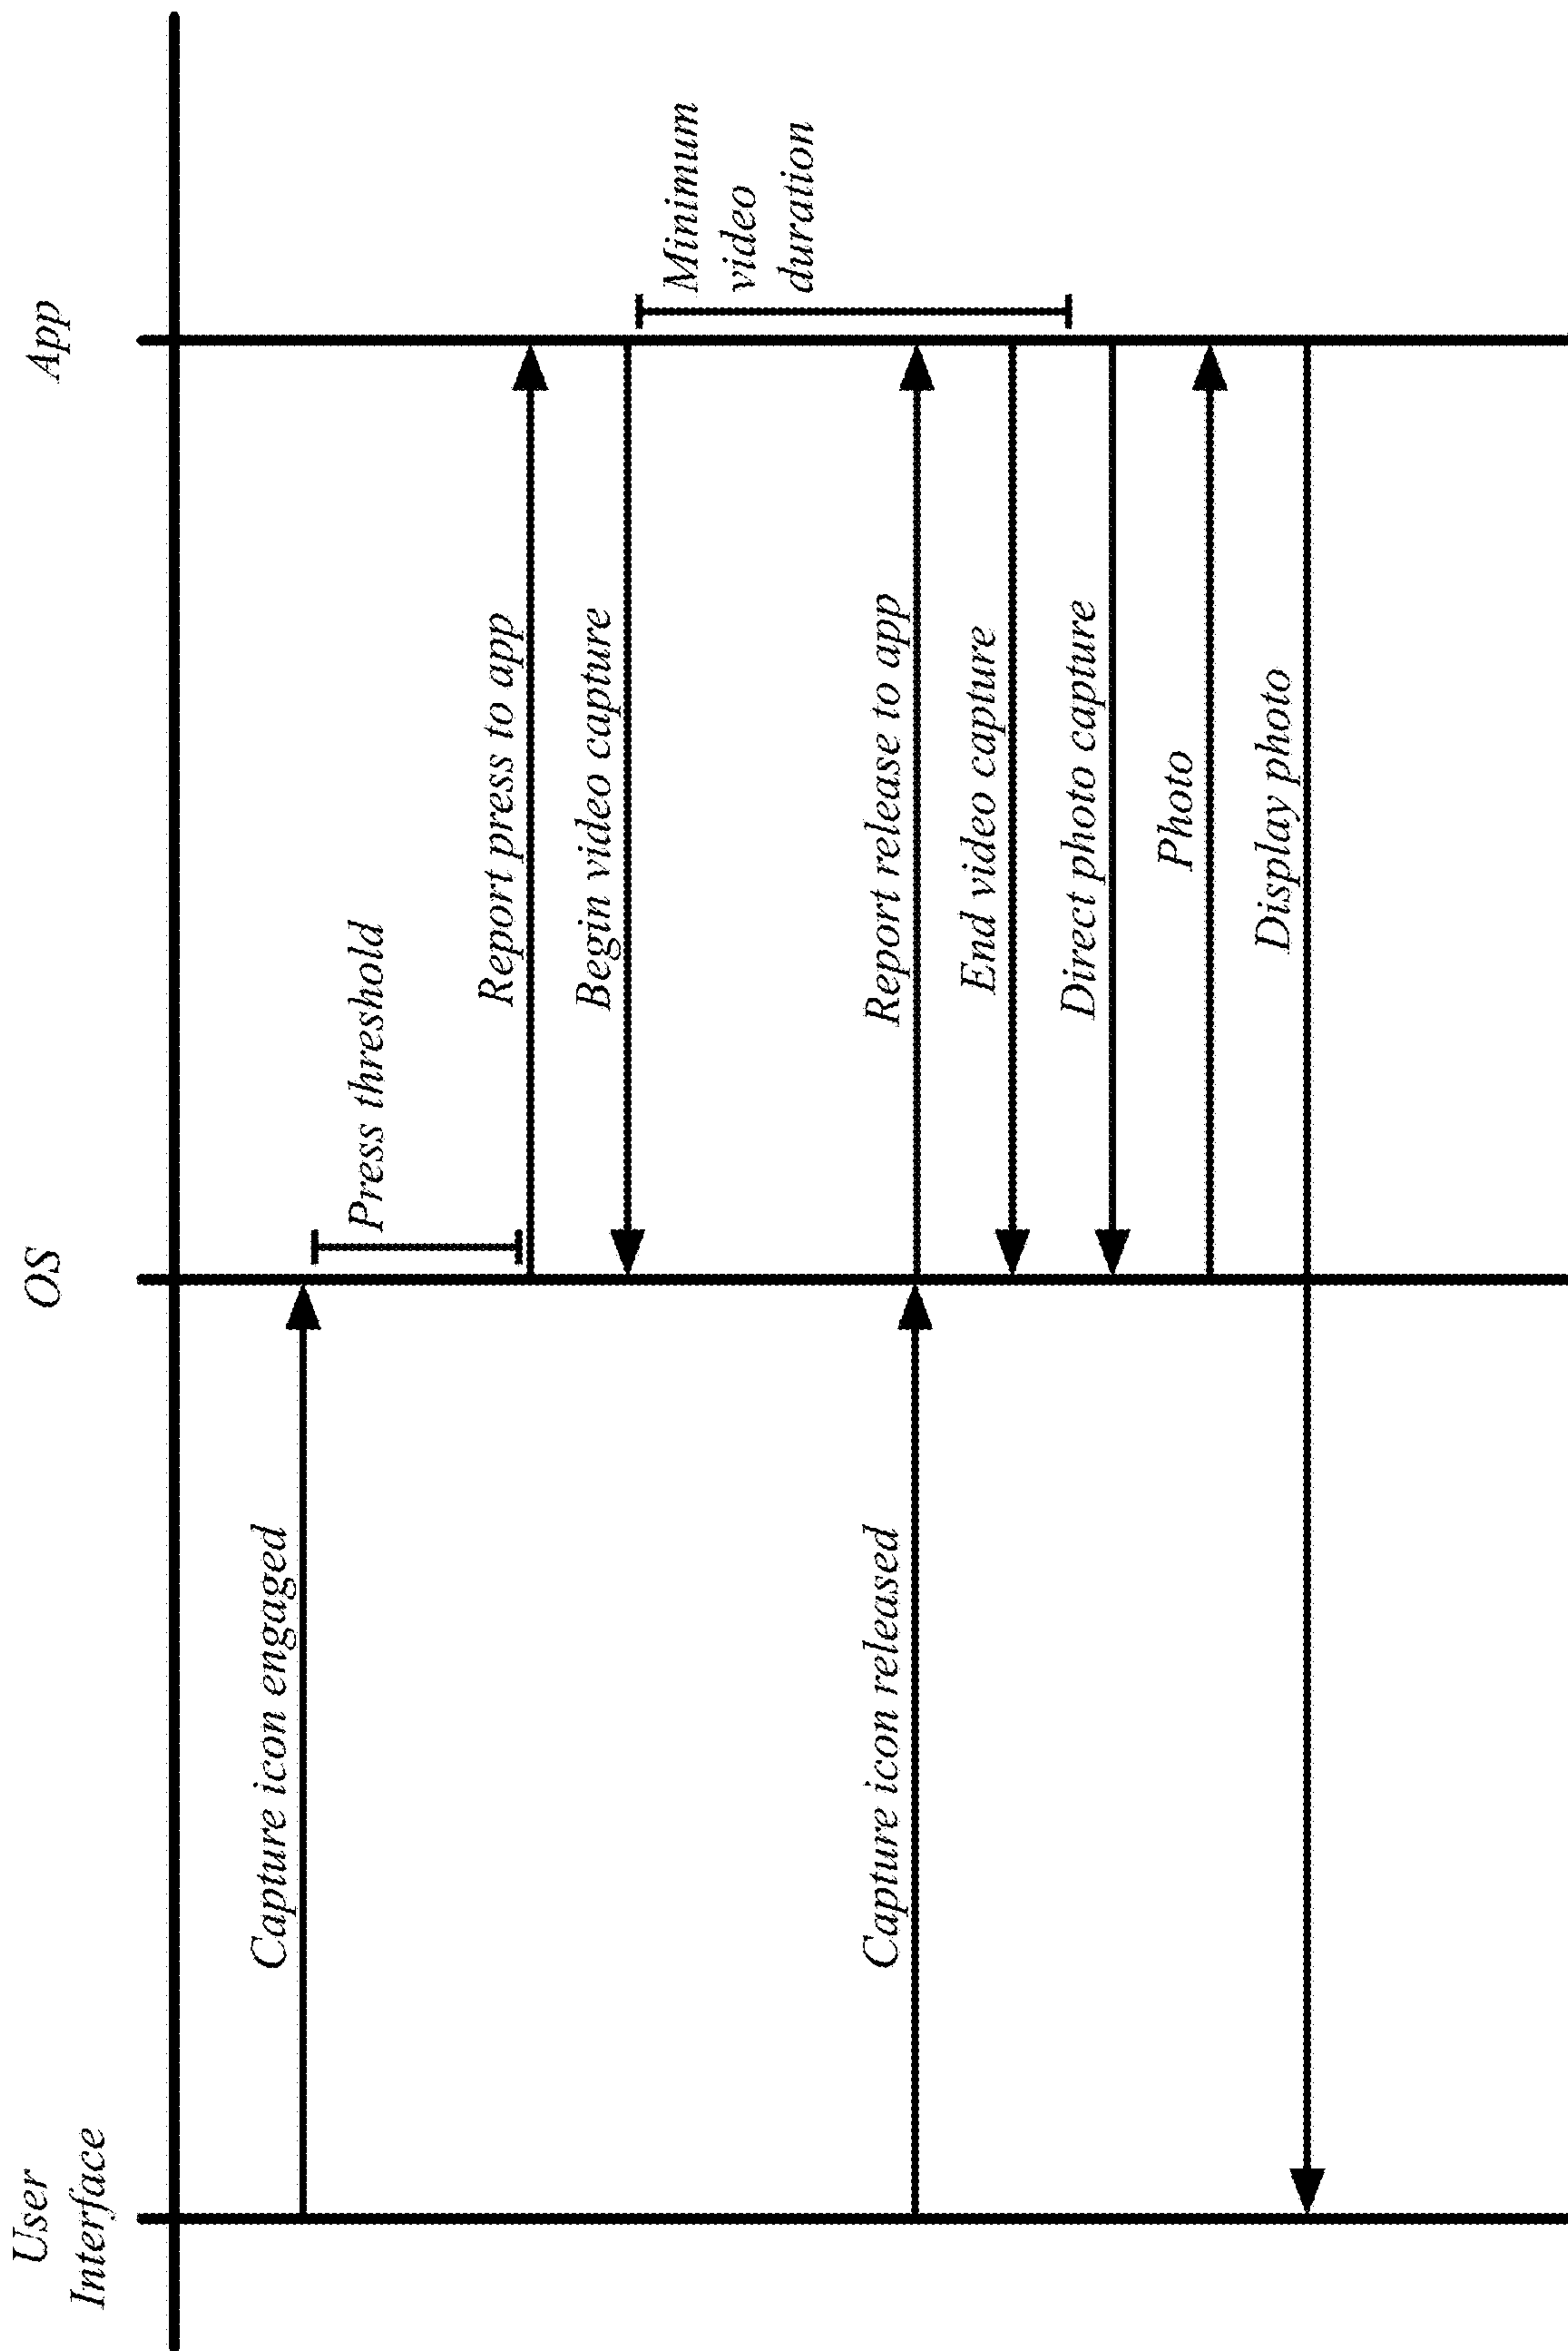 User
Interface
OS
App
Capture icon engaged
Press threshold
Report press to app
Begin video capture
Minimum
video
duration
Capture icon released
Report release to app
End video capture
Direct photo capture
Photo
Display photo